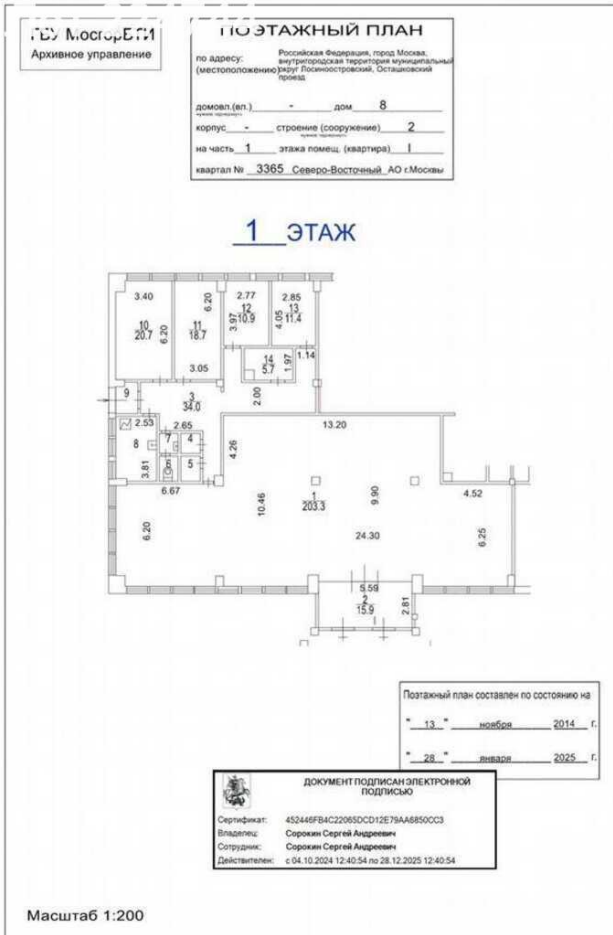 ГБУ МосгорБТИ
Архивное управление
ПОЭТАЖНЫЙ ПЛАН
по адресу:
(местоположению)
Российская Федерация, город Москва,
внутригородская территория муниципальный
округ Лосиноостровский, Осташковский
проезд
домовл.(вл.) - дом 8
корпус - строение (сооружение) 2
на часть 1 этажа помещ. (квартира) I
квартал № 3365 Северо-Восточный АО г.Москвы
1 ЭТАЖ
3.40
6.20
2.77
2.85
10
20.7
6.20
11
18.7
3.97
12
10.9
4.05
13
11.4
3.05
14
5.7
1.97
1.14
9
3
34.0
2.00
2.53
2.65
13.20
8
7
4
4.26
3.81
6
5
6.67
4.52
6.20
10.46
1
203.3
9.90
24.30
6.25
5.59
2
15.9
2.81
Поэтажный план составлен по состоянию на
" 13 " ноября 2014 г.
" 28 " января 2025 г.
ДОКУМЕНТ ПОДПИСАН ЭЛЕКТРОННОЙ
ПОДПИСЬЮ
Сертификат: 452446FB4C22065DCD12E79AA6850CC3
Владелец: Сорокин Сергей Андреевич
Сотрудник: Сорокин Сергей Андреевич
Действителен: с 04.10.2024 12:40:54 по 28.12.2025 12:40:54
Масштаб 1:200